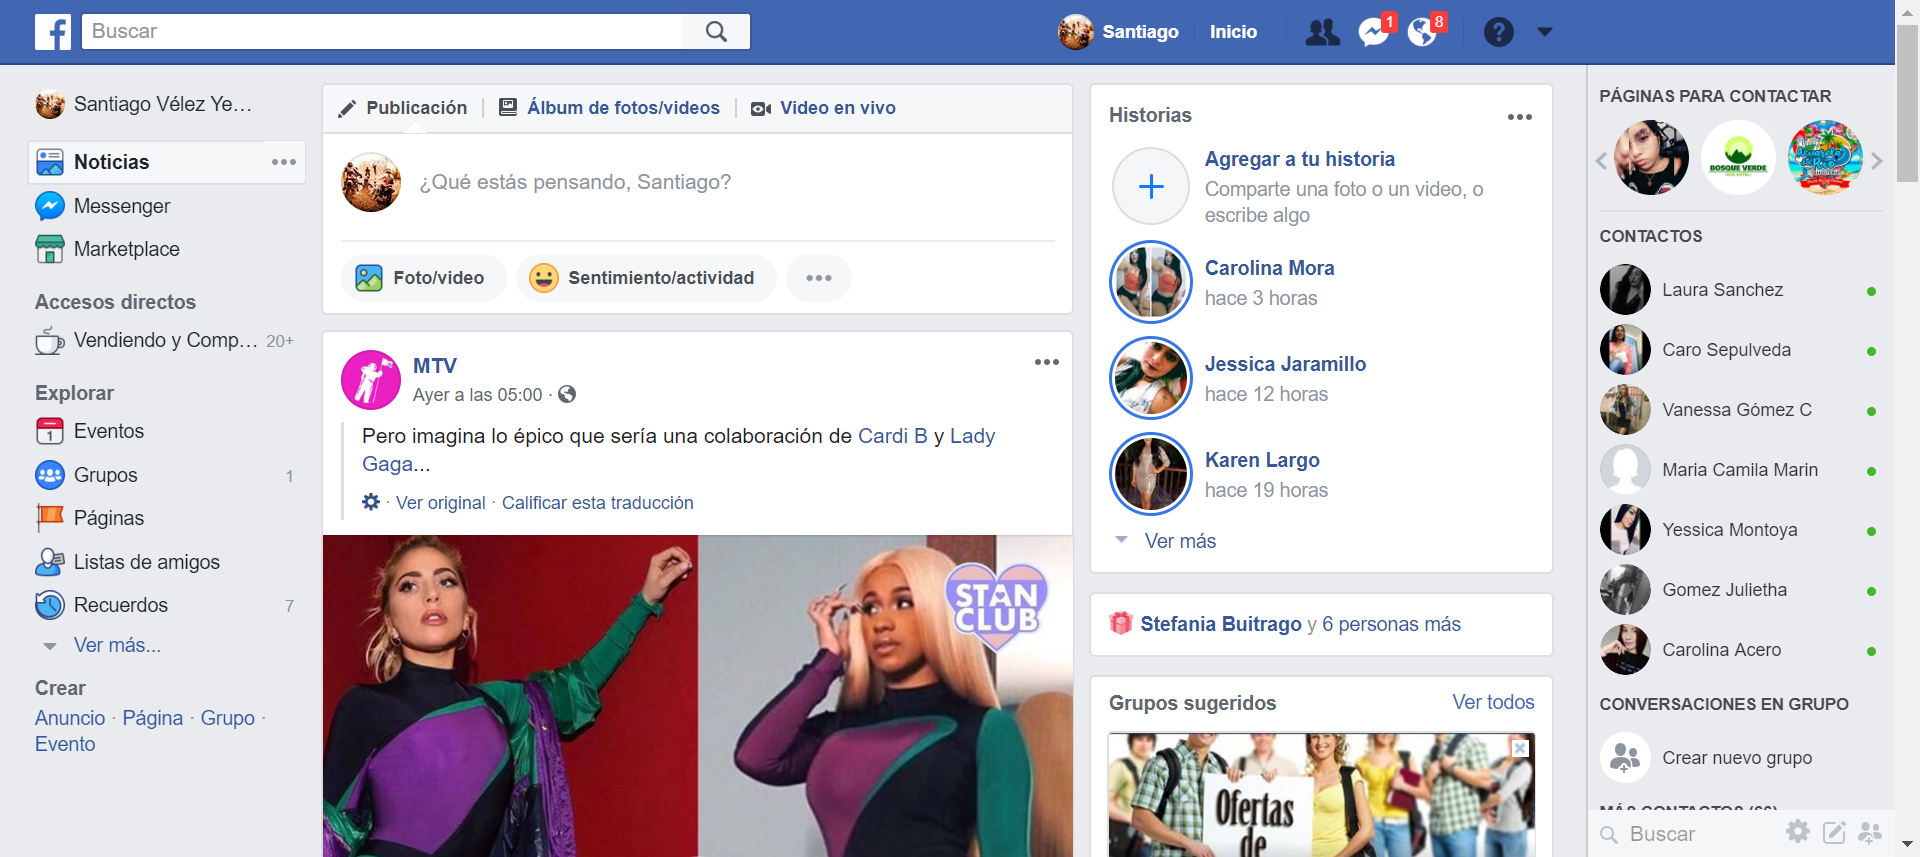 Buscar
Santiago
Inicio
1
8
Santiago Vélez Ye...
Noticias
Messenger
Marketplace
Accesos directos
Vendiendo y Comp... 20+
Explorar
1
Eventos
Grupos 1
Páginas
Listas de amigos
Recuerdos 7
Ver más...
Crear
Anuncio · Página · Grupo ·
Evento
Publicación
Álbum de fotos/videos
Video en vivo
¿Qué estás pensando, Santiago?
Foto/video
Sentimiento/actividad
MTV
Ayer a las 05:00 ·
Pero imagina lo épico que sería una colaboración de Cardi B y Lady
Gaga...
· Ver original · Calificar esta traducción
STAN
CLUB
Historias
Agregar a tu historia
Comparte una foto o un video, o
escribe algo
Carolina Mora
hace 3 horas
Jessica Jaramillo
hace 12 horas
Karen Largo
hace 19 horas
Ver más
Stefania Buitrago y 6 personas más
Grupos sugeridos
Ver todos
Ofertas
de
PÁGINAS PARA CONTACTAR
BOSQUE VERDE
CONTACTOS
Laura Sanchez
Caro Sepulveda
Vanessa Gómez C
Maria Camila Marin
Yessica Montoya
Gomez Julietha
Carolina Acero
CONVERSACIONES EN GRUPO
Crear nuevo grupo
MÁS CONTACTOS (66)
Buscar